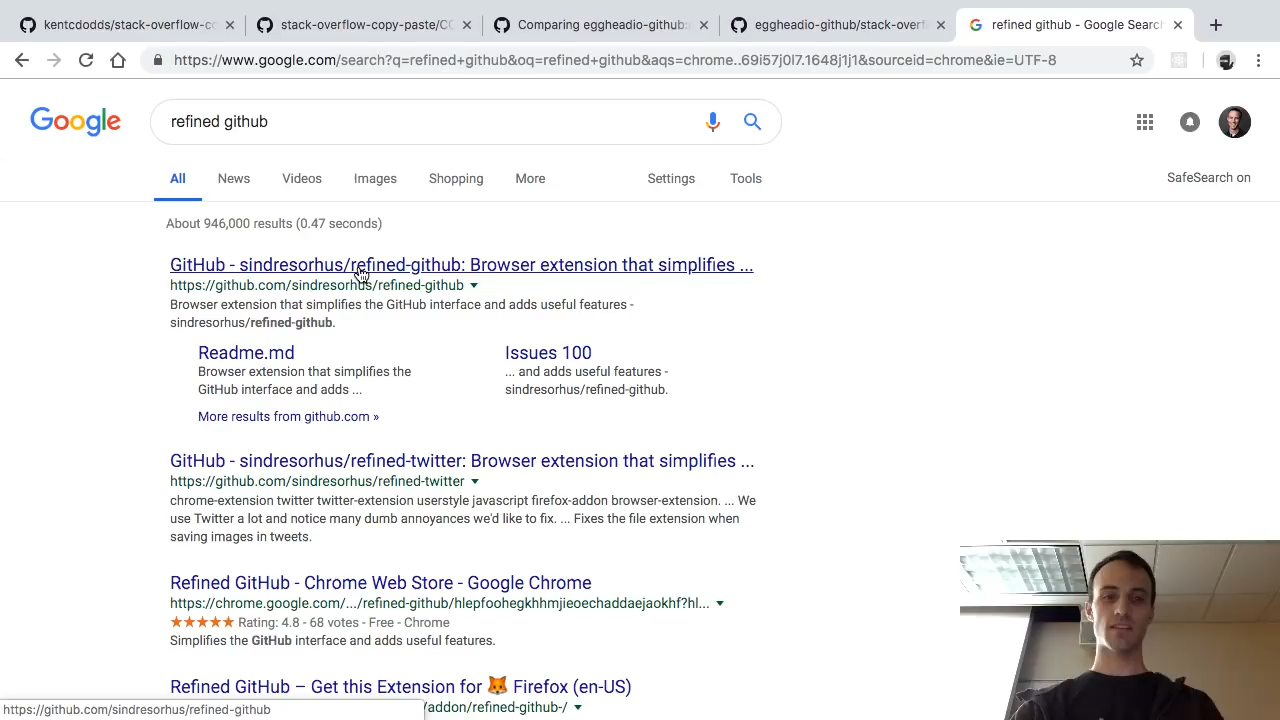 kentcdodds/stack-overflow-co
stack-overflow-copy-paste/CO
Comparing eggheadio-github:
eggheadio-github/stack-overfl
refined github - Google Search
https://www.google.com/search?q=refined+github&oq=refined+github&aqs=chrome..69i57j0l7.1648j1j1&sourceid=chrome&ie=UTF-8
Google
refined github
All News Videos Images Shopping More Settings Tools
SafeSearch on
About 946,000 results (0.47 seconds)
GitHub - sindresorhus/refined-github: Browser extension that simplifies ...
https://github.com/sindresorhus/refined-github
Browser extension that simplifies the GitHub interface and adds useful features -
sindresorhus/refined-github.
Readme.md
Browser extension that simplifies the
GitHub interface and adds ...
Issues 100
... and adds useful features -
sindresorhus/refined-github.
More results from github.com »
GitHub - sindresorhus/refined-twitter: Browser extension that simplifies ...
https://github.com/sindresorhus/refined-twitter
chrome-extension twitter twitter-extension userstyle javascript firefox-addon browser-extension. ... We
use Twitter a lot and notice many dumb annoyances we'd like to fix. ... Fixes the file extension when
saving images in tweets.
Refined GitHub - Chrome Web Store - Google Chrome
https://chrome.google.com/.../refined-github/hlepfoohegkhhmjieoechaddaejaokhf?hl...
Rating: 4.8 - 68 votes - Free - Chrome
Simplifies the GitHub interface and adds useful features.
Refined GitHub – Get this Extension for 🦊 Firefox (en-US)
/addon/refined-github-/
https://github.com/sindresorhus/refined-github